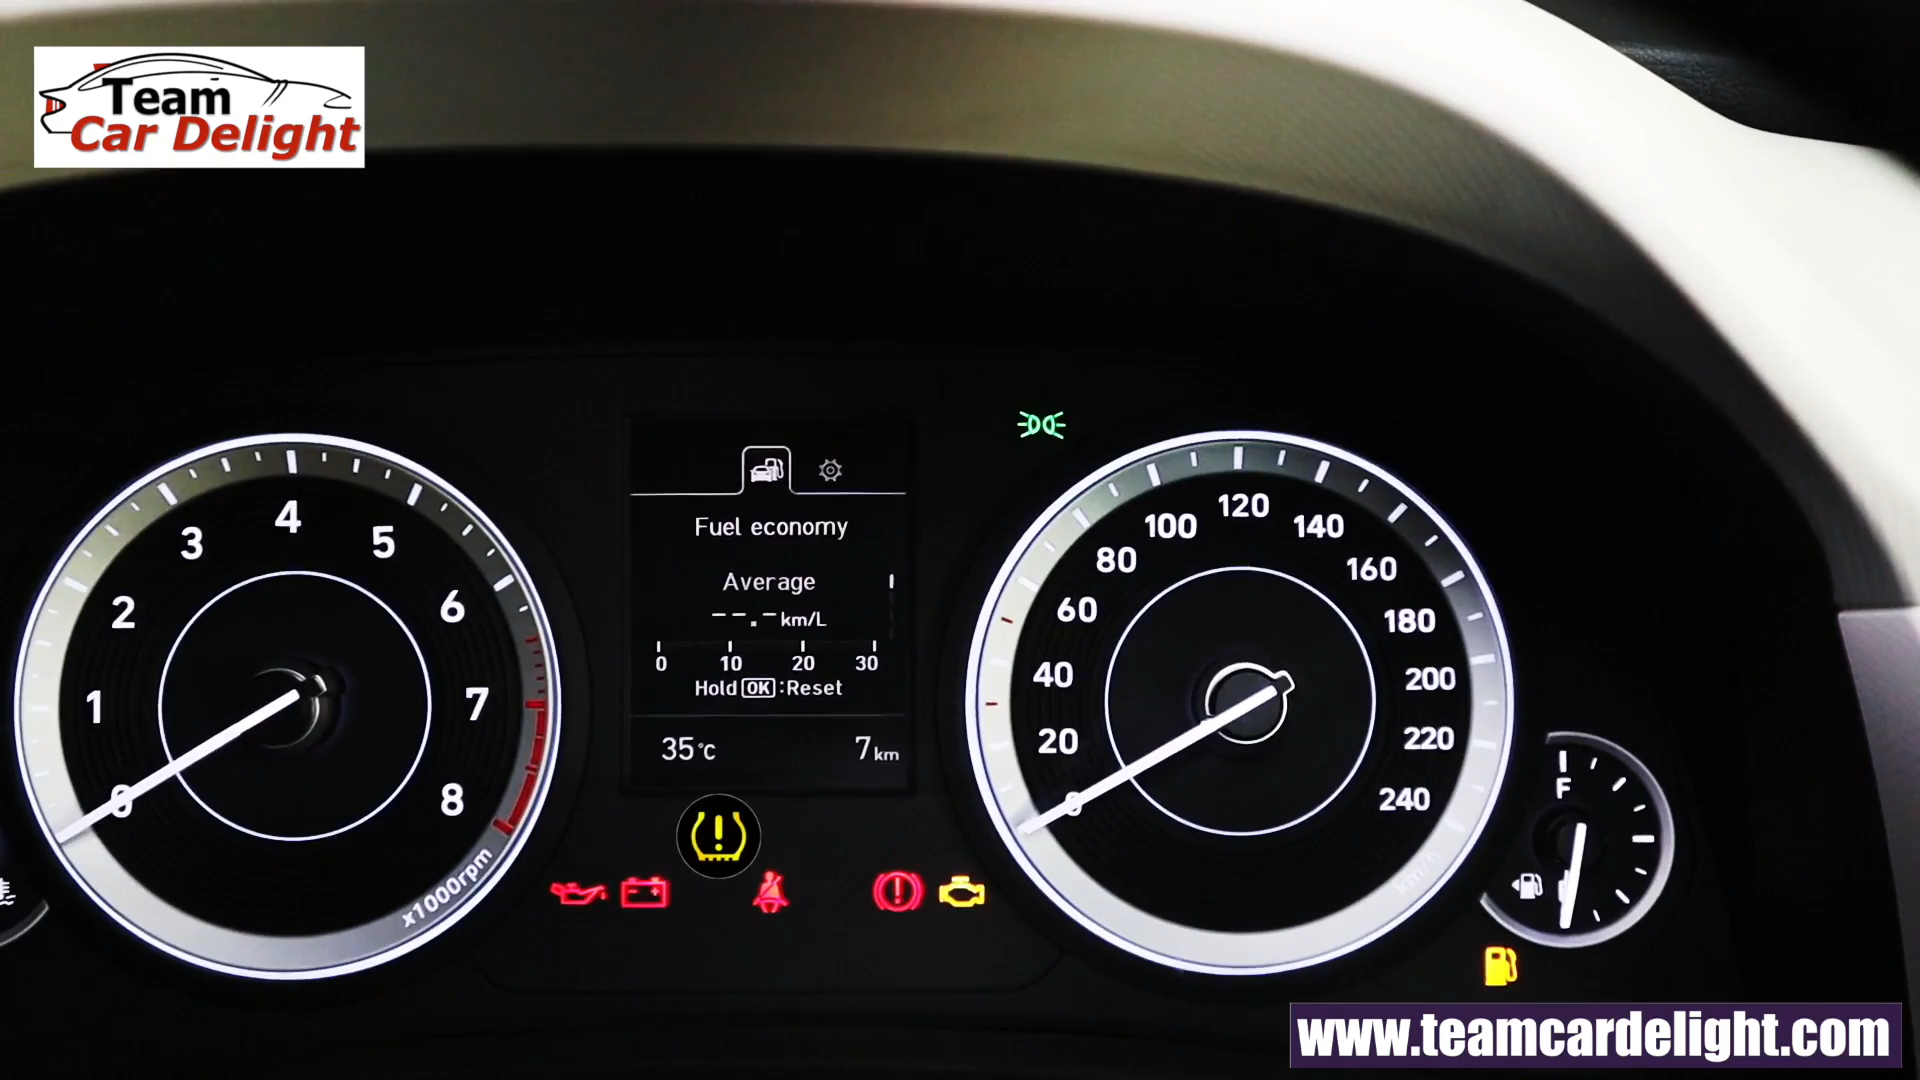 Team
Car Delight
0
1
2
3
4
5
6
7
8
x1000rpm
Fuel economy
Average
--.-km/L
0 10 20 30
Hold OK :Reset
35°C 7km
0
20
40
60
80
100
120
140
160
180
200
220
240
km/h
F
www.teamcardelight.com